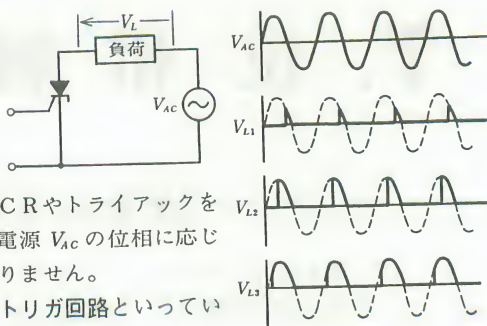 V_L
負荷
V_AC
V_AC
V_L1
V_L2
V_L3
CRやトライアックを
電源 V_AC の位相に応じ
りません。
トリガ回路といってい